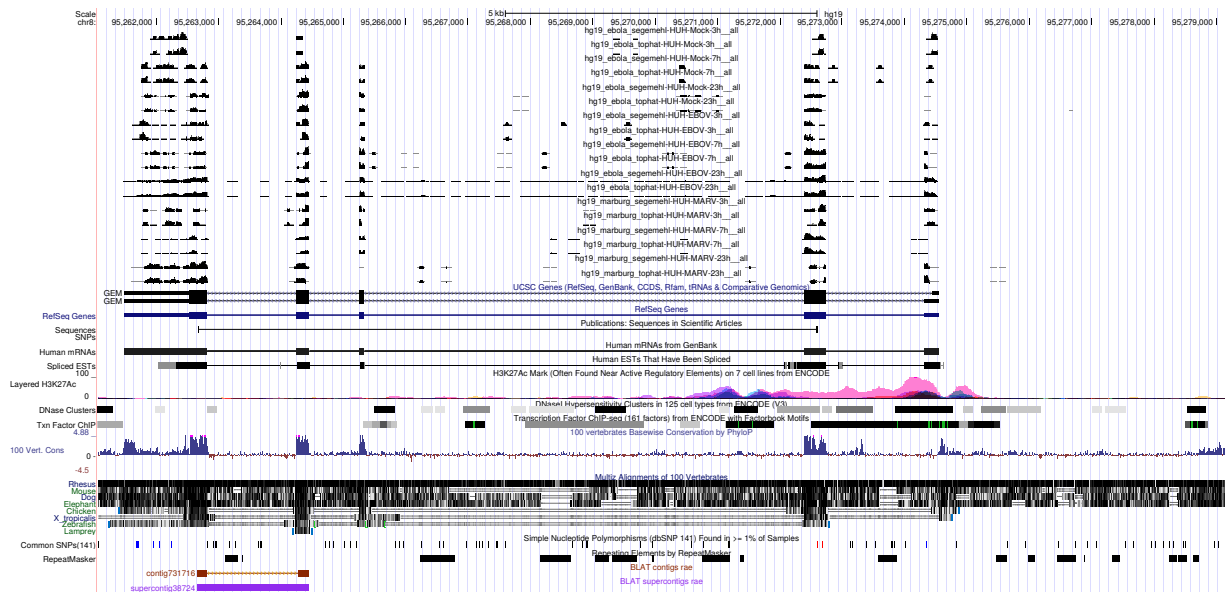 Scale 5 kb hg19
chr8: 95,262,000 95,263,000 95,264,000 95,265,000 95,266,000 95,267,000 95,268,000 95,269,000 95,270,000 95,271,000 95,272,000 95,273,000 95,274,000 95,275,000 95,276,000 95,277,000 95,278,000 95,279,000
hg19_ebola_segemehl-HUH-Mock-3h__all
hg19_ebola_tophat-HUH-Mock-3h__all
hg19_ebola_segemehl-HUH-Mock-7h__all
hg19_ebola_tophat-HUH-Mock-7h__all
hg19_ebola_segemehl-HUH-Mock-23h__all
hg19_ebola_tophat-HUH-Mock-23h__all
hg19_ebola_segemehl-HUH-EBOV-3h__all
hg19_ebola_tophat-HUH-EBOV-3h__all
hg19_ebola_segemehl-HUH-EBOV-7h__all
hg19_ebola_tophat-HUH-EBOV-7h__all
hg19_ebola_segemehl-HUH-EBOV-23h__all
hg19_ebola_tophat-HUH-EBOV-23h__all
hg19_marburg_segemehl-HUH-MARV-3h__all
hg19_marburg_tophat-HUH-MARV-3h__all
hg19_marburg_segemehl-HUH-MARV-7h__all
hg19_marburg_tophat-HUH-MARV-7h__all
hg19_marburg_segemehl-HUH-MARV-23h__all
hg19_marburg_tophat-HUH-MARV-23h__all
UCSC Genes (RefSeq, GenBank, CCDS, Rfam, tRNAs & Comparative Genomics)
GEM
GEM
RefSeq Genes
RefSeq Genes
Publications: Sequences in Scientific Articles
Sequences
SNPs
Human mRNAs from GenBank
Human mRNAs
Human ESTs That Have Been Spliced
Spliced ESTs
H3K27Ac Mark (Often Found Near Active Regulatory Elements) on 7 cell lines from ENCODE
100
Layered H3K27Ac
0
DNaseI Hypersensitivity Clusters in 125 cell types from ENCODE (V3)
DNase Clusters
Transcription Factor ChIP-seq (161 factors) from ENCODE with Factorbook Motifs
Txn Factor ChIP
100 vertebrates Basewise Conservation by PhyloP
4.88
100 Vert. Cons
0
-4.5
Multiz Alignments of 100 Vertebrates
Rhesus
Mouse
Dog
Elephant
Chicken
X_tropicalis
Zebrafish
Lamprey
Simple Nucleotide Polymorphisms (dbSNP 141) Found in >= 1% of Samples
Common SNPs(141)
Repeating Elements by RepeatMasker
RepeatMasker
BLAT contigs rae
contig731716
BLAT supercontigs rae
supercontig38724